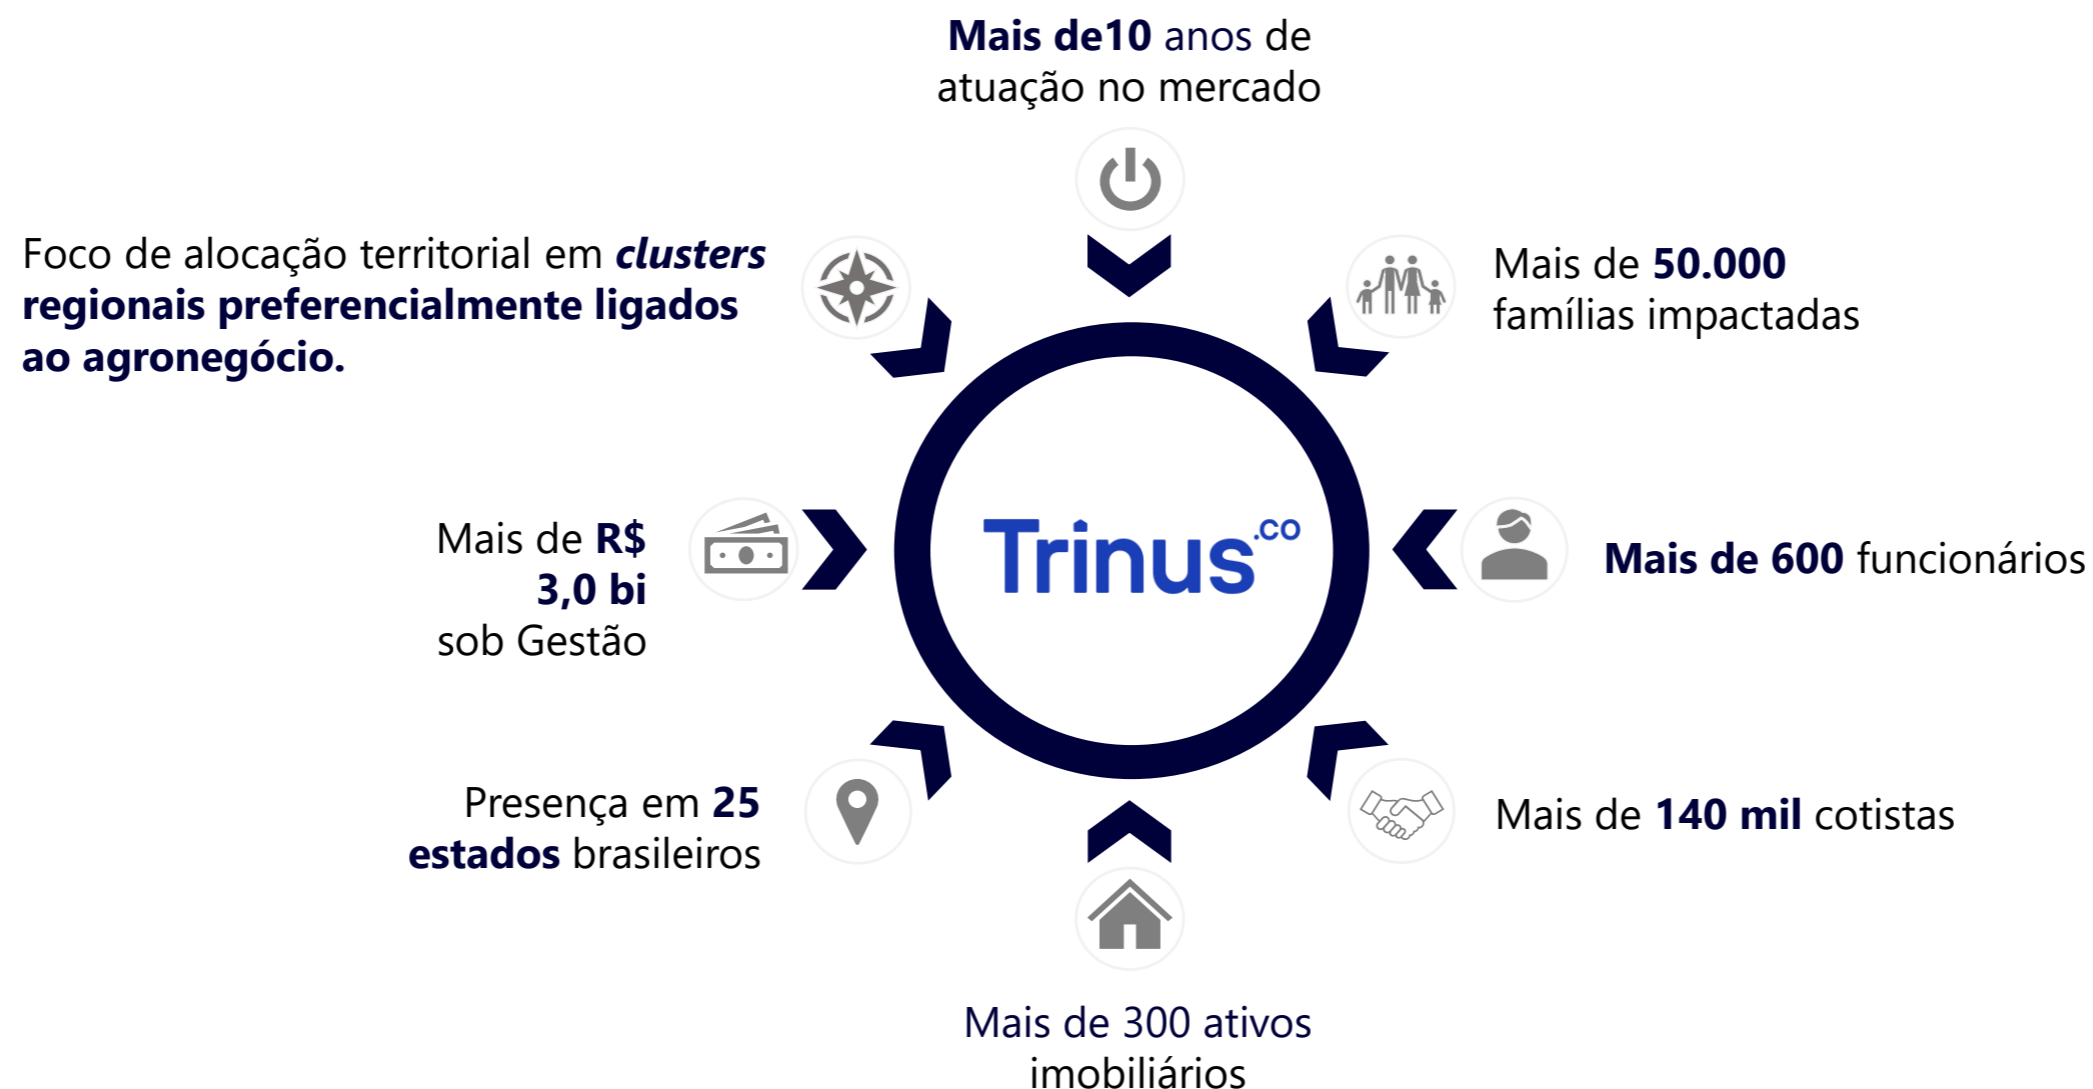 Mais de10 anos de
atuação no mercado
Foco de alocação territorial em clusters
regionais preferencialmente ligados
ao agronegócio.
Mais de 50.000
famílias impactadas
Mais de R$
3,0 bi
sob Gestão
Trinus.co
Mais de 600 funcionários
Presença em 25
estados brasileiros
Mais de 140 mil cotistas
Mais de 300 ativos
imobiliários